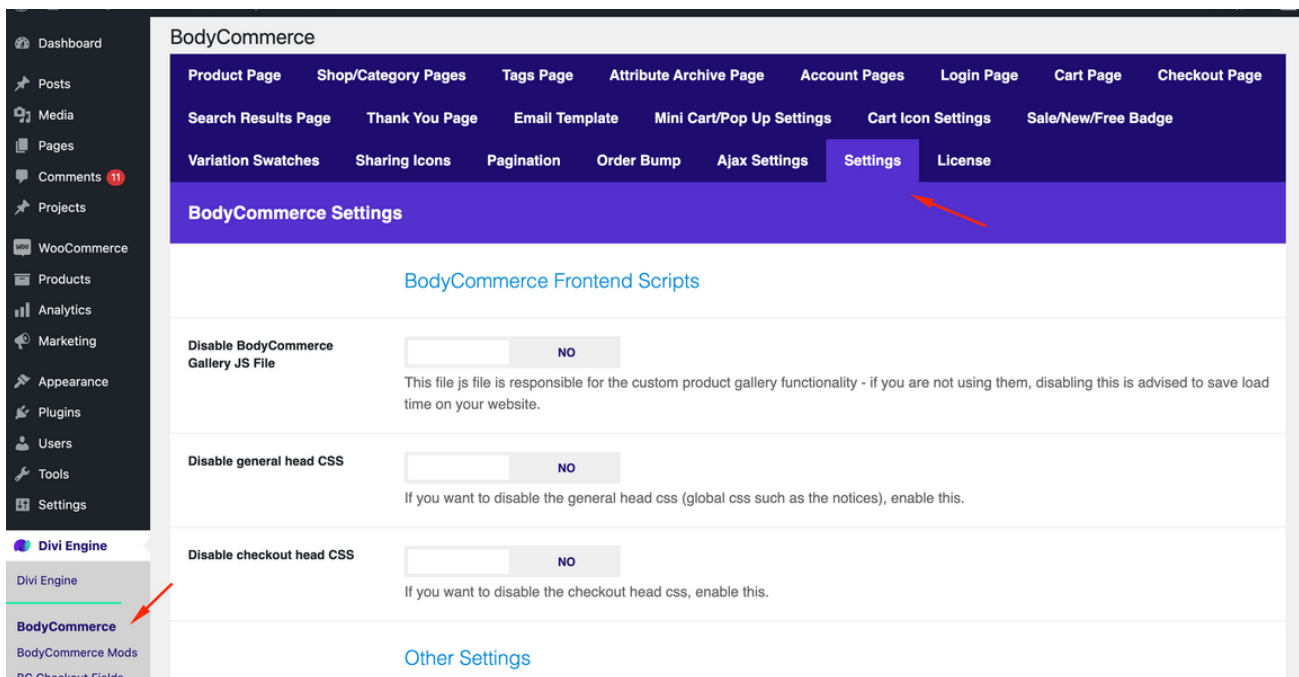 Dashboard
Posts
Media
Pages
Comments 11
Projects
WooCommerce
Products
Analytics
Marketing
Appearance
Plugins
Users
Tools
Settings
Divi Engine
Divi Engine
BodyCommerce
BodyCommerce Mods
BodyCommerce
Product Page Shop/Category Pages Tags Page Attribute Archive Page Account Pages Login Page Cart Page Checkout Page
Search Results Page Thank You Page Email Template Mini Cart/Pop Up Settings Cart Icon Settings Sale/New/Free Badge
Variation Swatches Sharing Icons Pagination Order Bump Ajax Settings Settings License
BodyCommerce Settings
BodyCommerce Frontend Scripts
Disable BodyCommerce
Gallery JS File
NO
This file js file is responsible for the custom product gallery functionality - if you are not using them, disabling this is advised to save load
time on your website.
Disable general head CSS
NO
If you want to disable the general head css (global css such as the notices), enable this.
Disable checkout head CSS
NO
If you want to disable the checkout head css, enable this.
Other Settings